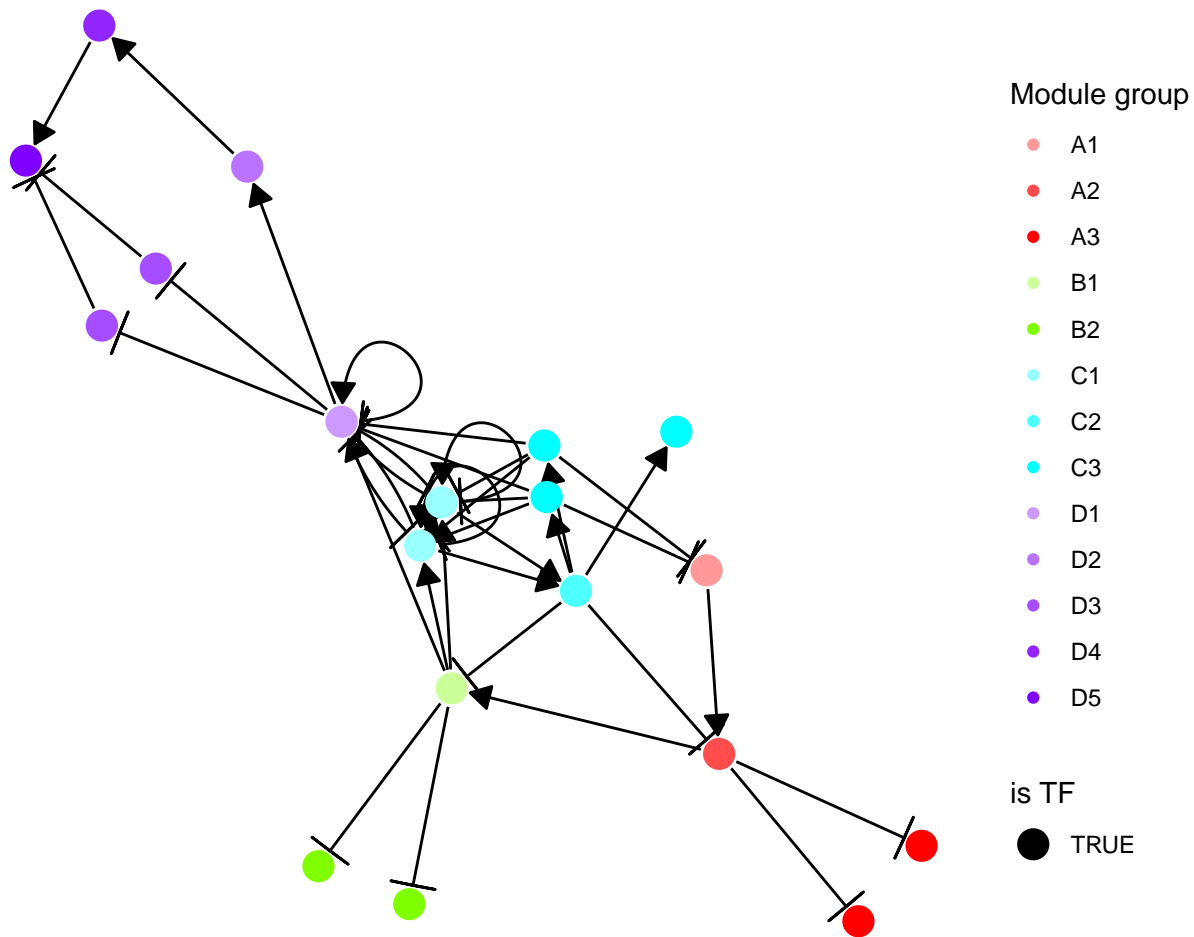 Module group
A1
A2
A3
B1
B2
C1
C2
C3
D1
D2
D3
D4
D5
is TF
TRUE